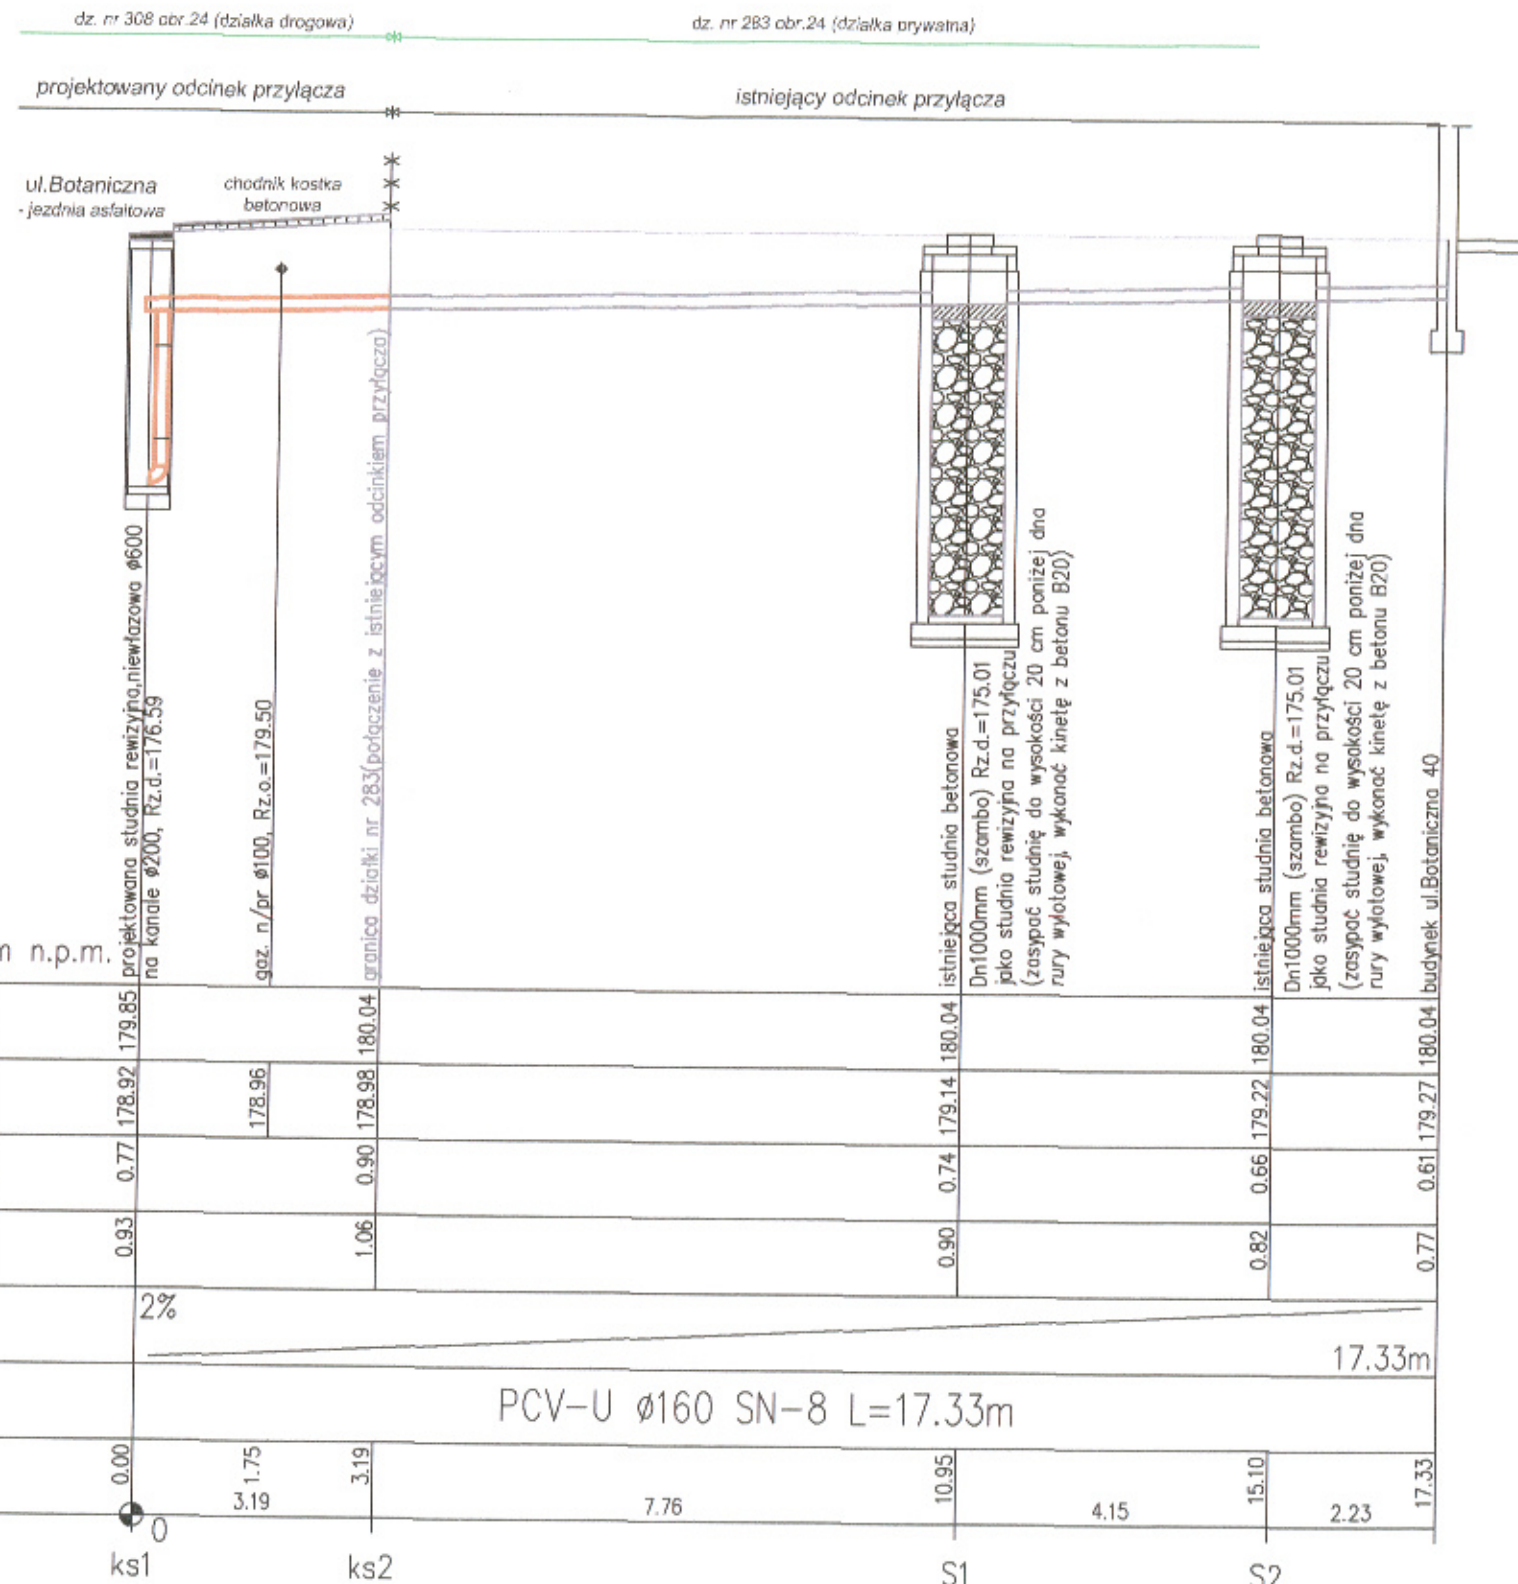 dz. nr 308 obr.24 (działka drogowa)
dz. nr 283 obr.24 (działka prywatna)
projektowany odcinek przyłącza
istniejący odcinek przyłącza
ul.Botaniczna
- jezdnia asfaltowa
chodnik kostka
betonowa
projektowana studnia rewizyjna,niewłazowa ø600
na kanale ø200, Rz.d.=176.59
gaz. n/pr ø100, Rz.o.=179.50
granica działki nr 283(połączenie z istniejącym odcinkiem przyłącza)
istniejąca studnia betonowa
Dn1000mm (szambo) Rz.d.=175.01
jako studnia rewizyjna na przyłączu
(zasypać studnię do wysokości 20 cm poniżej dna
rury wylotowej, wykonać kinetę z betonu B20)
istniejąca studnia betonowa
Dn1000mm (szambo) Rz.d.=175.01
jako studnia rewizyjna na przyłączu
(zasypać studnię do wysokości 20 cm poniżej dna
rury wylotowej, wykonać kinetę z betonu B20)
budynek ul.Botaniczna 40
n.p.m.
179.85 180.04 180.04 180.04 180.04
178.92 178.96 178.98 179.14 179.22 179.27
0.77 0.90 0.74 0.66 0.61
0.93 1.06 0.90 0.82 0.77
2%
17.33m
PCV-U ø160 SN-8 L=17.33m
0.00 1.75 3.19 10.95 15.10 17.33
3.19 7.76 4.15 2.23
0
ks1 ks2 S1 S2